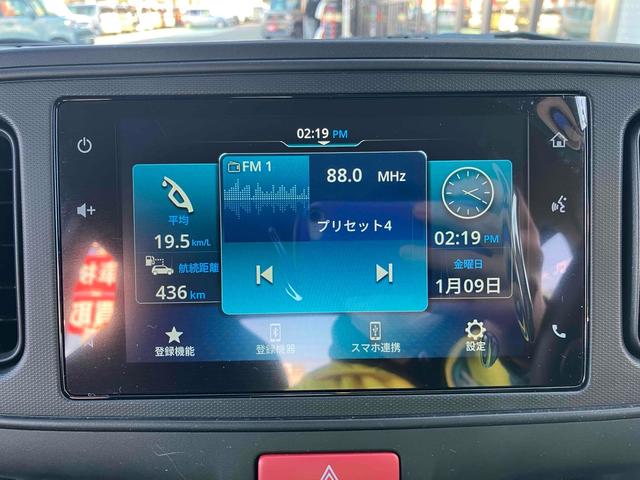 02:19 PM
FM 1
88.0 MHz
プリセット4
平均
19.5 km/L
航続距離
436 km
02:19 PM
金曜日
1月09日
登録機能
登録機器
スマホ連携
設定